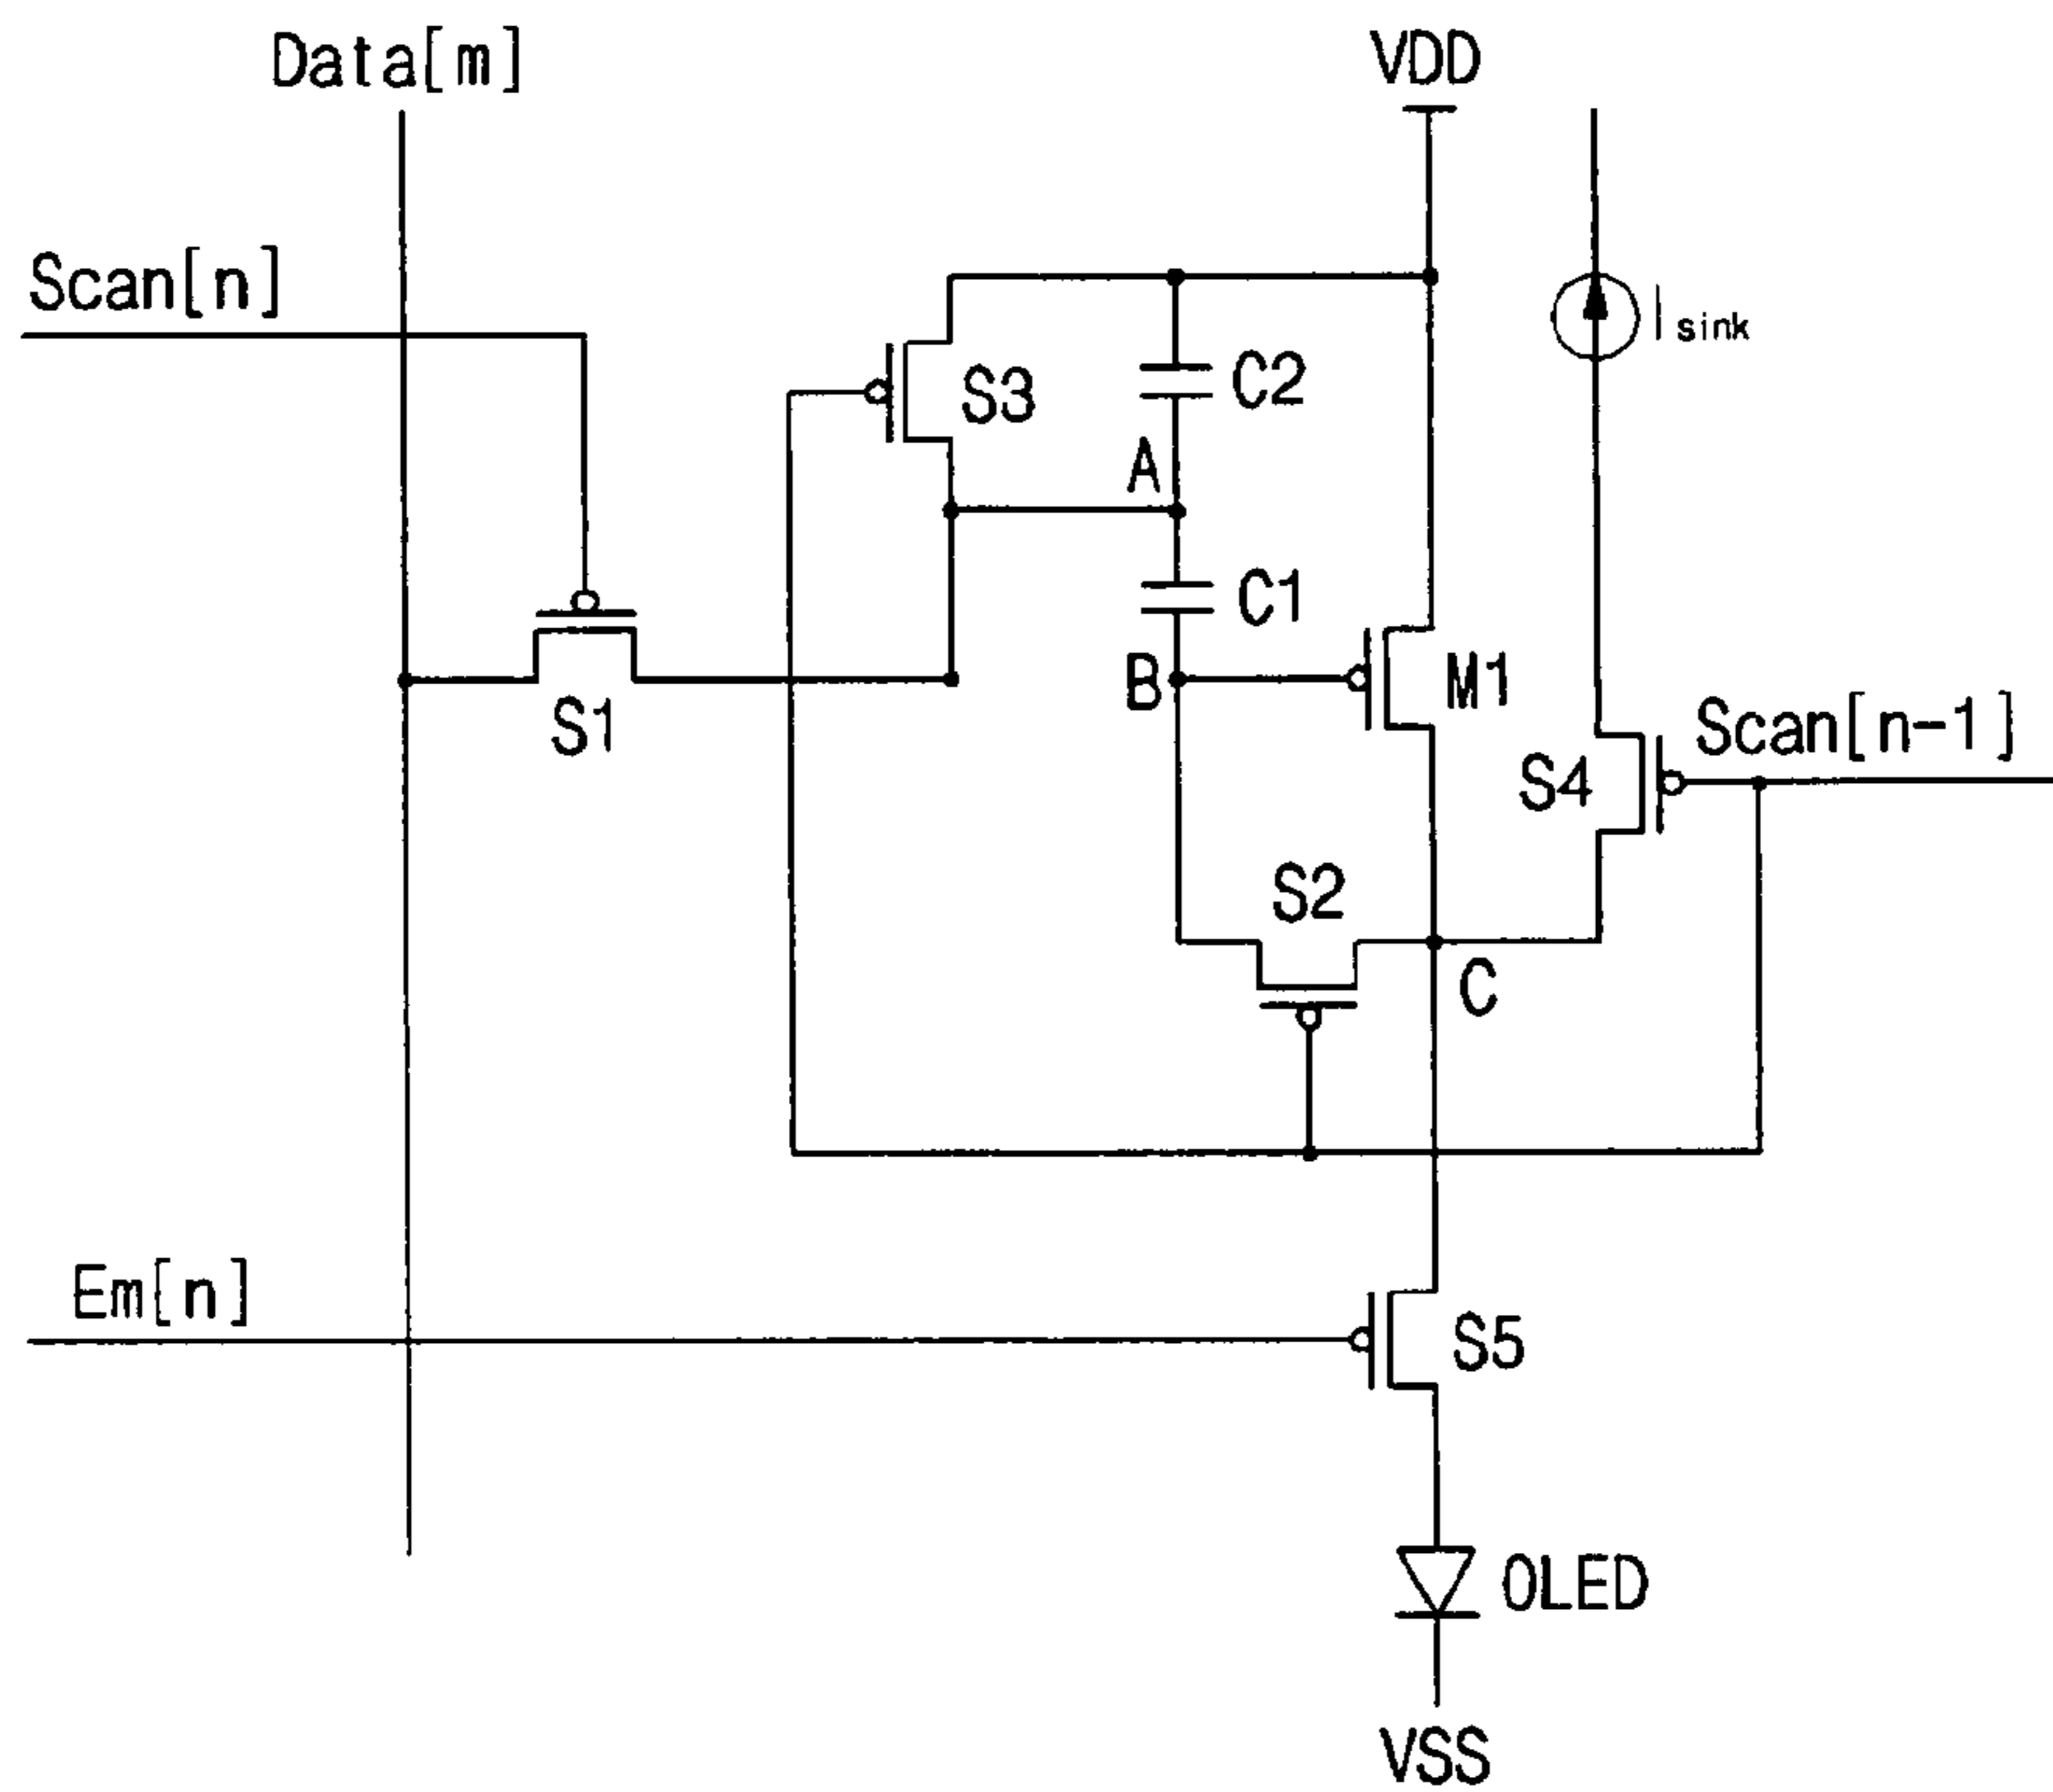 Data[m]
VDD
Scan[n]
Isink
S3
C2
A
C1
B
M1
S1
Scan[n-1]
S4
S2
C
Em[n]
S5
OLED
VSS